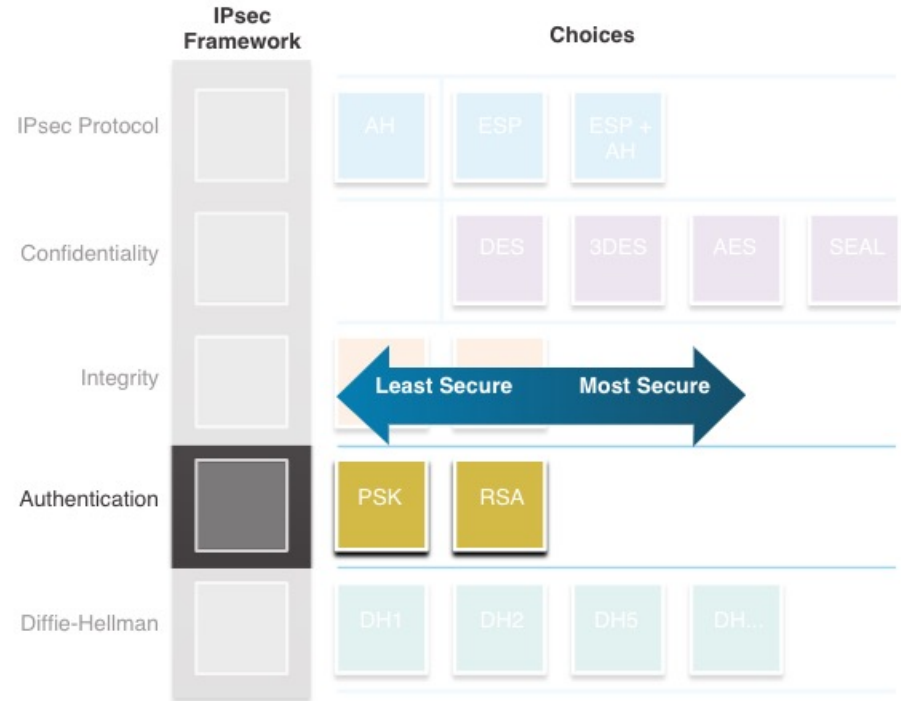 IPsec
Framework
Choices
IPsec Protocol
AH
ESP
ESP +
AH
Confidentiality
DES
3DES
AES
SEAL
Integrity
Least Secure
Most Secure
Authentication
PSK
RSA
Diffie-Hellman
DH1
DH2
DH5
DH...